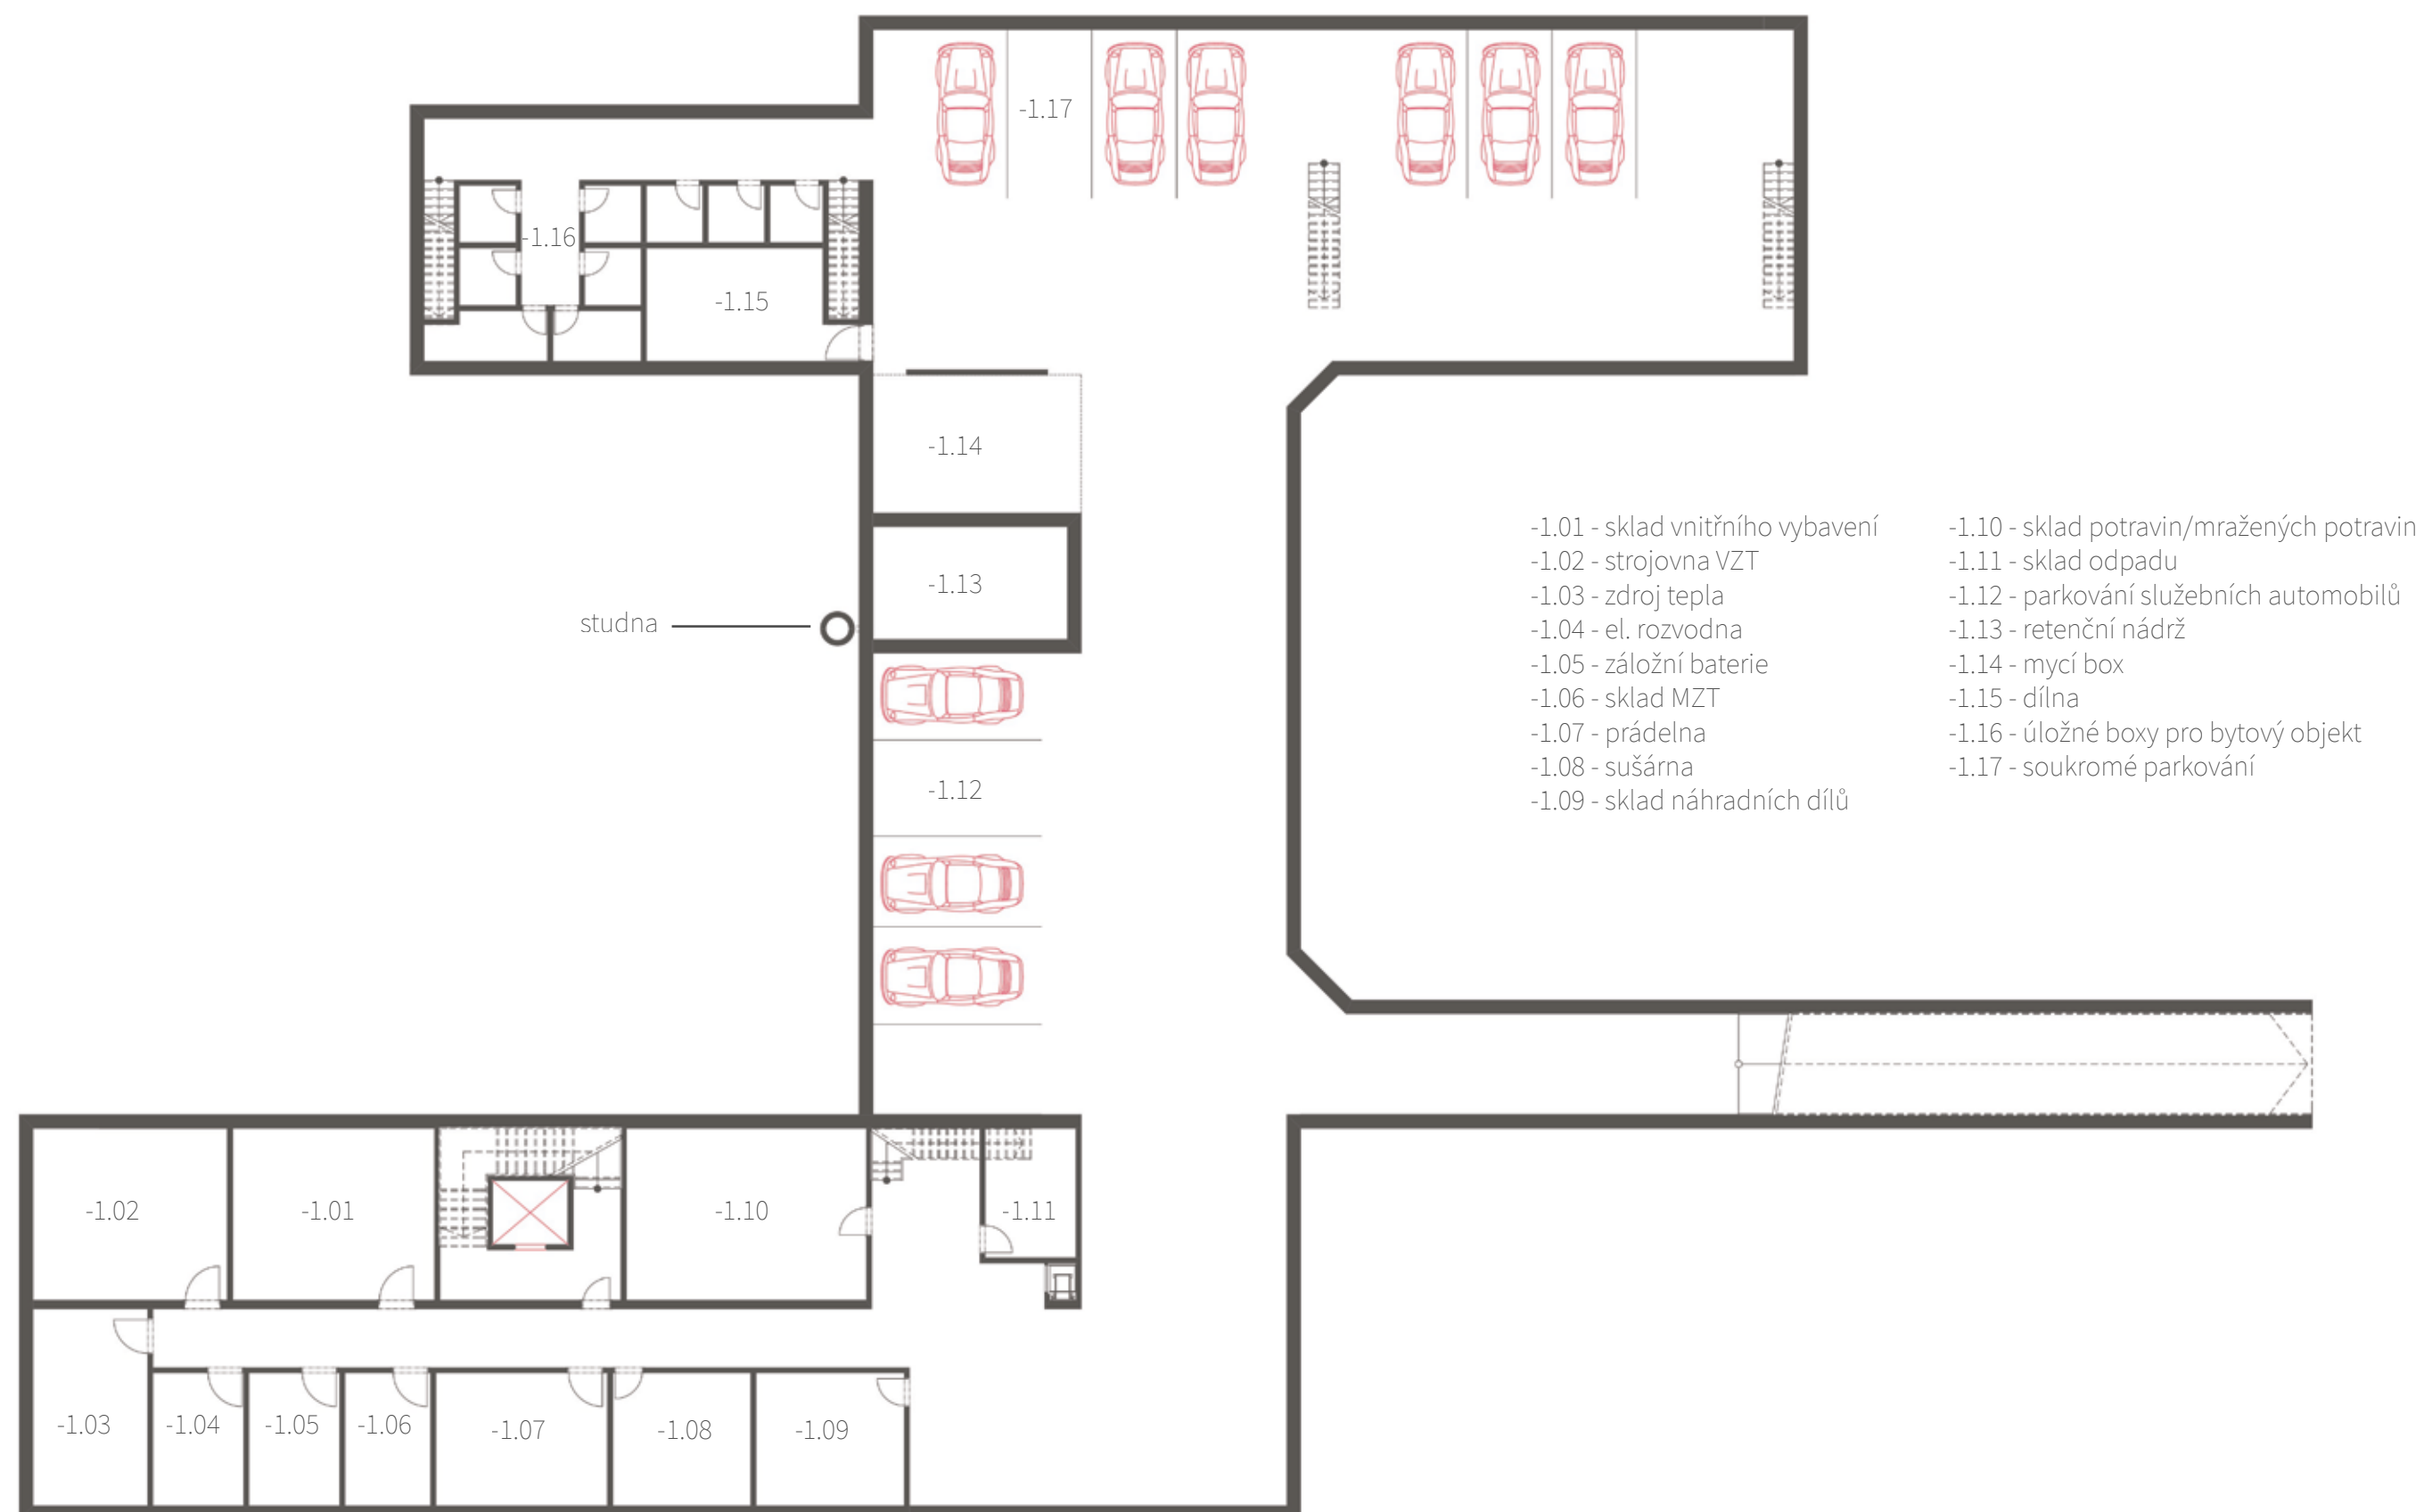 -1.17
-1.16
-1.15
-1.14
-1.13
studna
-1.12
-1.01 - sklad vnitřního vybavení
-1.02 - strojovna VZT
-1.03 - zdroj tepla
-1.04 - el. rozvodna
-1.05 - záložní baterie
-1.06 - sklad MZT
-1.07 - prádelna
-1.08 - sušárna
-1.09 - sklad náhradních dílů
-1.10 - sklad potravin/mražených potravin
-1.11 - sklad odpadu
-1.12 - parkování služebních automobilů
-1.13 - retenční nádrž
-1.14 - mycí box
-1.15 - dílna
-1.16 - úložné boxy pro bytový objekt
-1.17 - soukromé parkování
-1.02
-1.01
-1.10
-1.11
-1.03
-1.04
-1.05
-1.06
-1.07
-1.08
-1.09